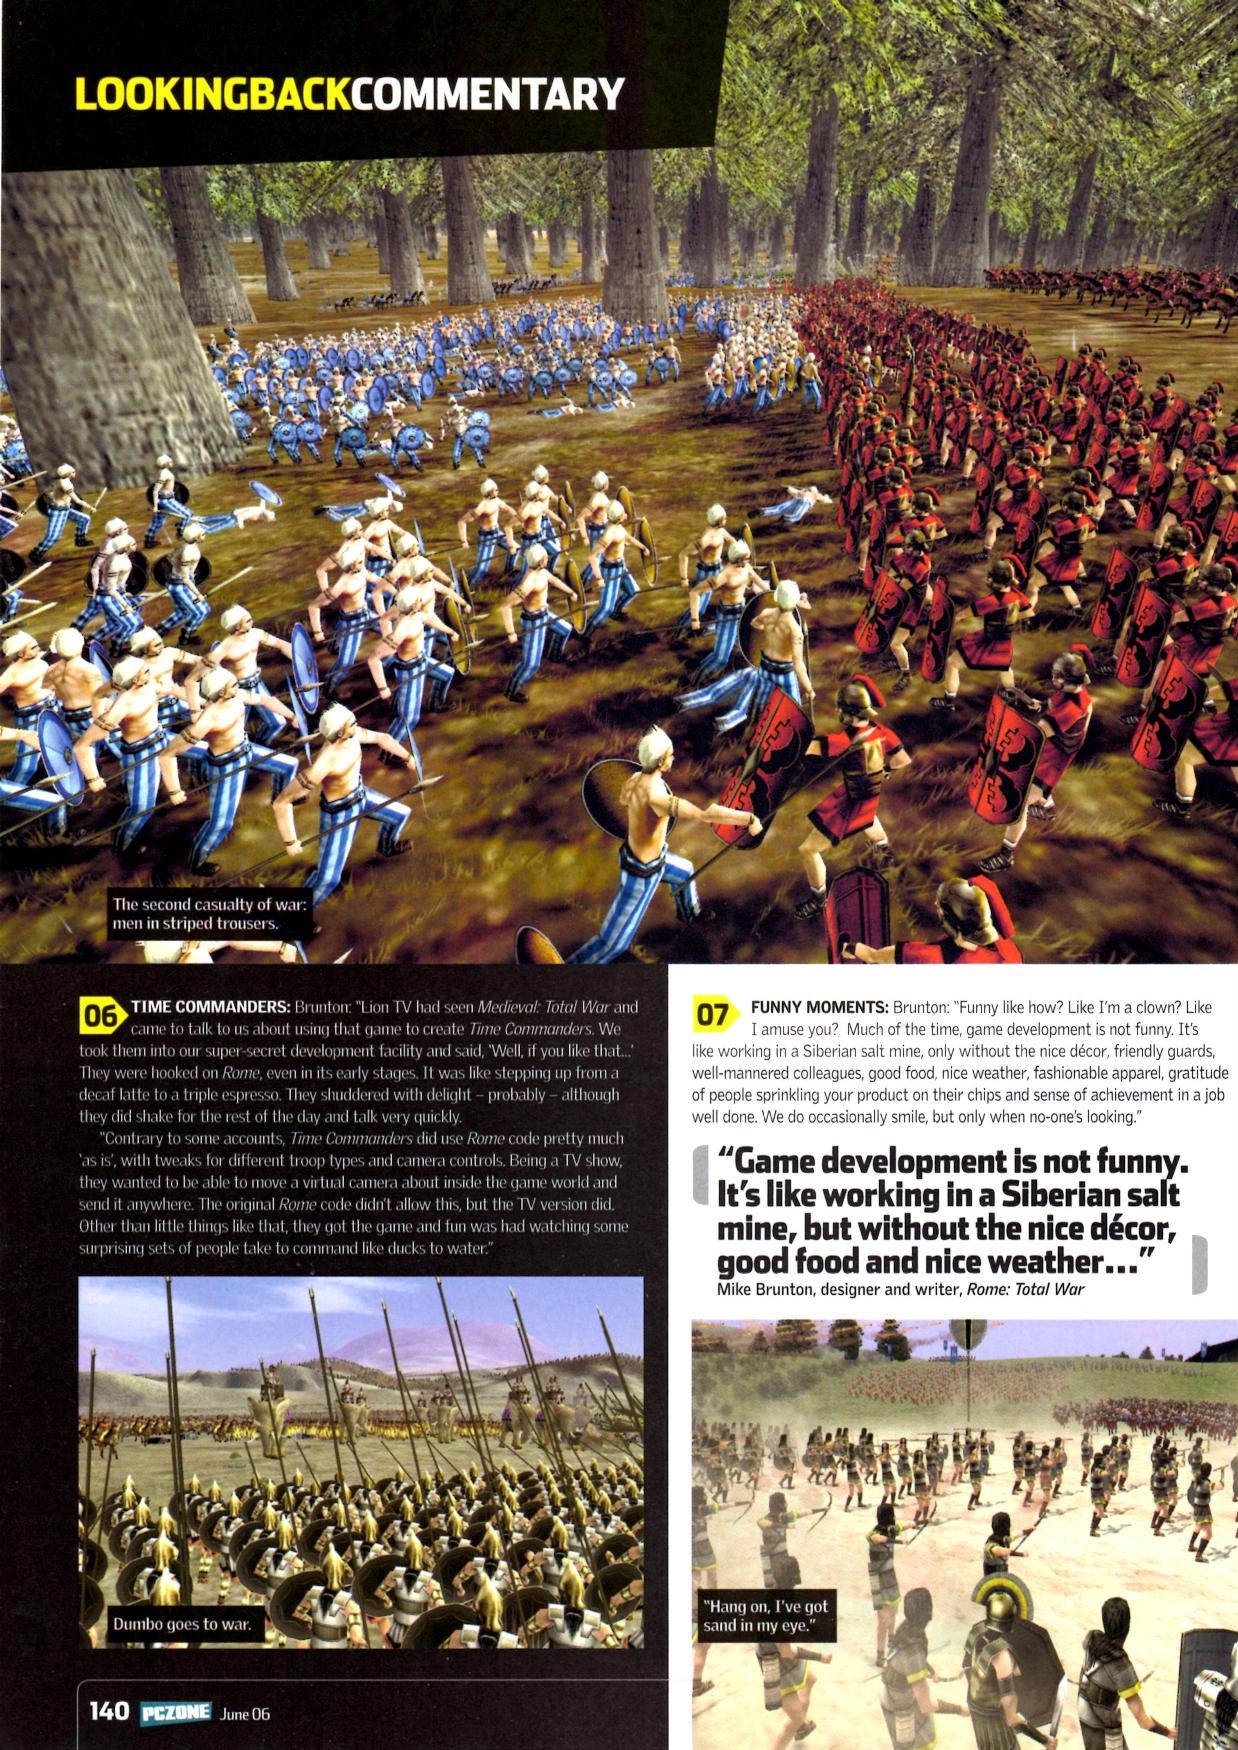 LOOKINGBACKCOMMENTARY
The second casualty of war:
men in striped trousers.
06 TIME COMMANDERS: Brunton: "Lion TV had seen Medieval: Total War and
came to talk to us about using that game to create Time Commanders. We
took them into our super-secret development facility and said, 'Well, if you like that...'
They were hooked on Rome, even in its early stages. It was like stepping up from a
decaf latte to a triple espresso. They shuddered with delight – probably – although
they did shake for the rest of the day and talk very quickly.
"Contrary to some accounts, Time Commanders did use Rome code pretty much
'as is', with tweaks for different troop types and camera controls. Being a TV show,
they wanted to be able to move a virtual camera about inside the game world and
send it anywhere. The original Rome code didn't allow this, but the TV version did.
Other than little things like that, they got the game and fun was had watching some
surprising sets of people take to command like ducks to water."
Dumbo goes to war.
07 FUNNY MOMENTS: Brunton: "Funny like how? Like I'm a clown? Like
I amuse you? Much of the time, game development is not funny. It's
like working in a Siberian salt mine, only without the nice décor, friendly guards,
well-mannered colleagues, good food, nice weather, fashionable apparel, gratitude
of people sprinkling your product on their chips and sense of achievement in a job
well done. We do occasionally smile, but only when no-one's looking."
"Game development is not funny.
It's like working in a Siberian salt
mine, but without the nice décor,
good food and nice weather..."
Mike Brunton, designer and writer, Rome: Total War
"Hang on, I've got
sand in my eye."
140 PCZONE June 06